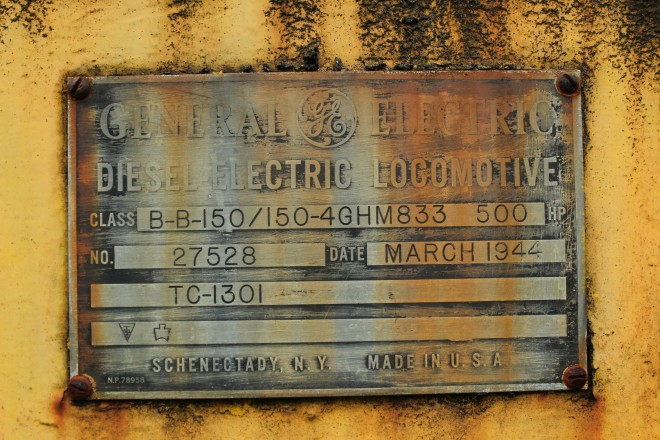 GENERAL GE ELECTRIC
DIESEL-ELECTRIC LOCOMOTIVE
CLASS B-B-150/150-4GHM833 500 HP
NO. 27528 DATE MARCH 1944
TC-1301
SCHENECTADY, N.Y. MADE IN U.S.A